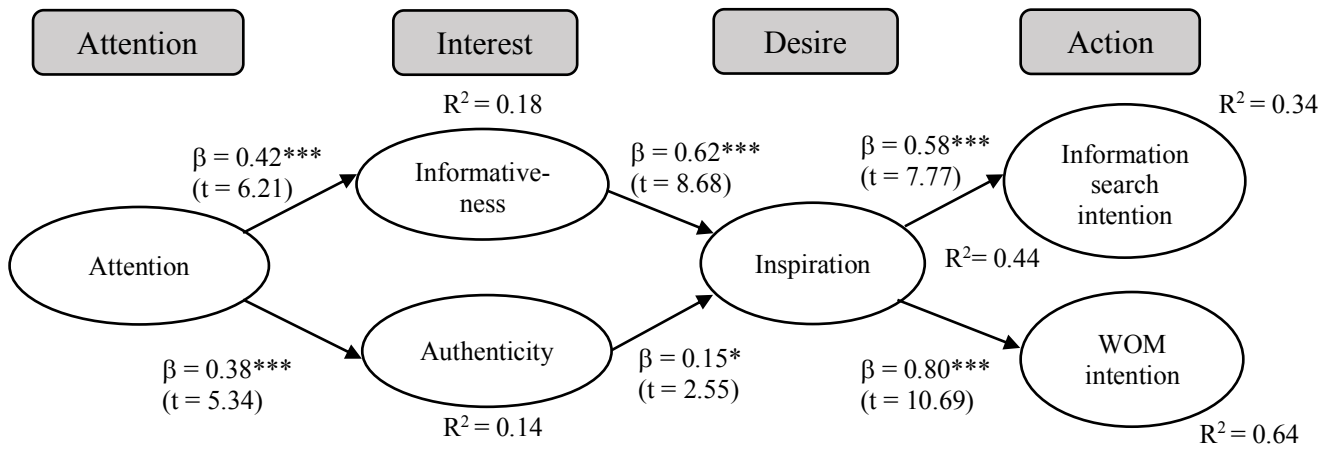 Attention
Interest
Desire
Action
R² = 0.18
R² = 0.34
β = 0.42***
(t = 6.21)
Informative-
ness
β = 0.62***
(t = 8.68)
β = 0.58***
(t = 7.77)
Information
search
intention
Attention
Inspiration
R²= 0.44
β = 0.38***
(t = 5.34)
Authenticity
β = 0.15*
(t = 2.55)
β = 0.80***
(t = 10.69)
WOM
intention
R² = 0.14
R² = 0.64